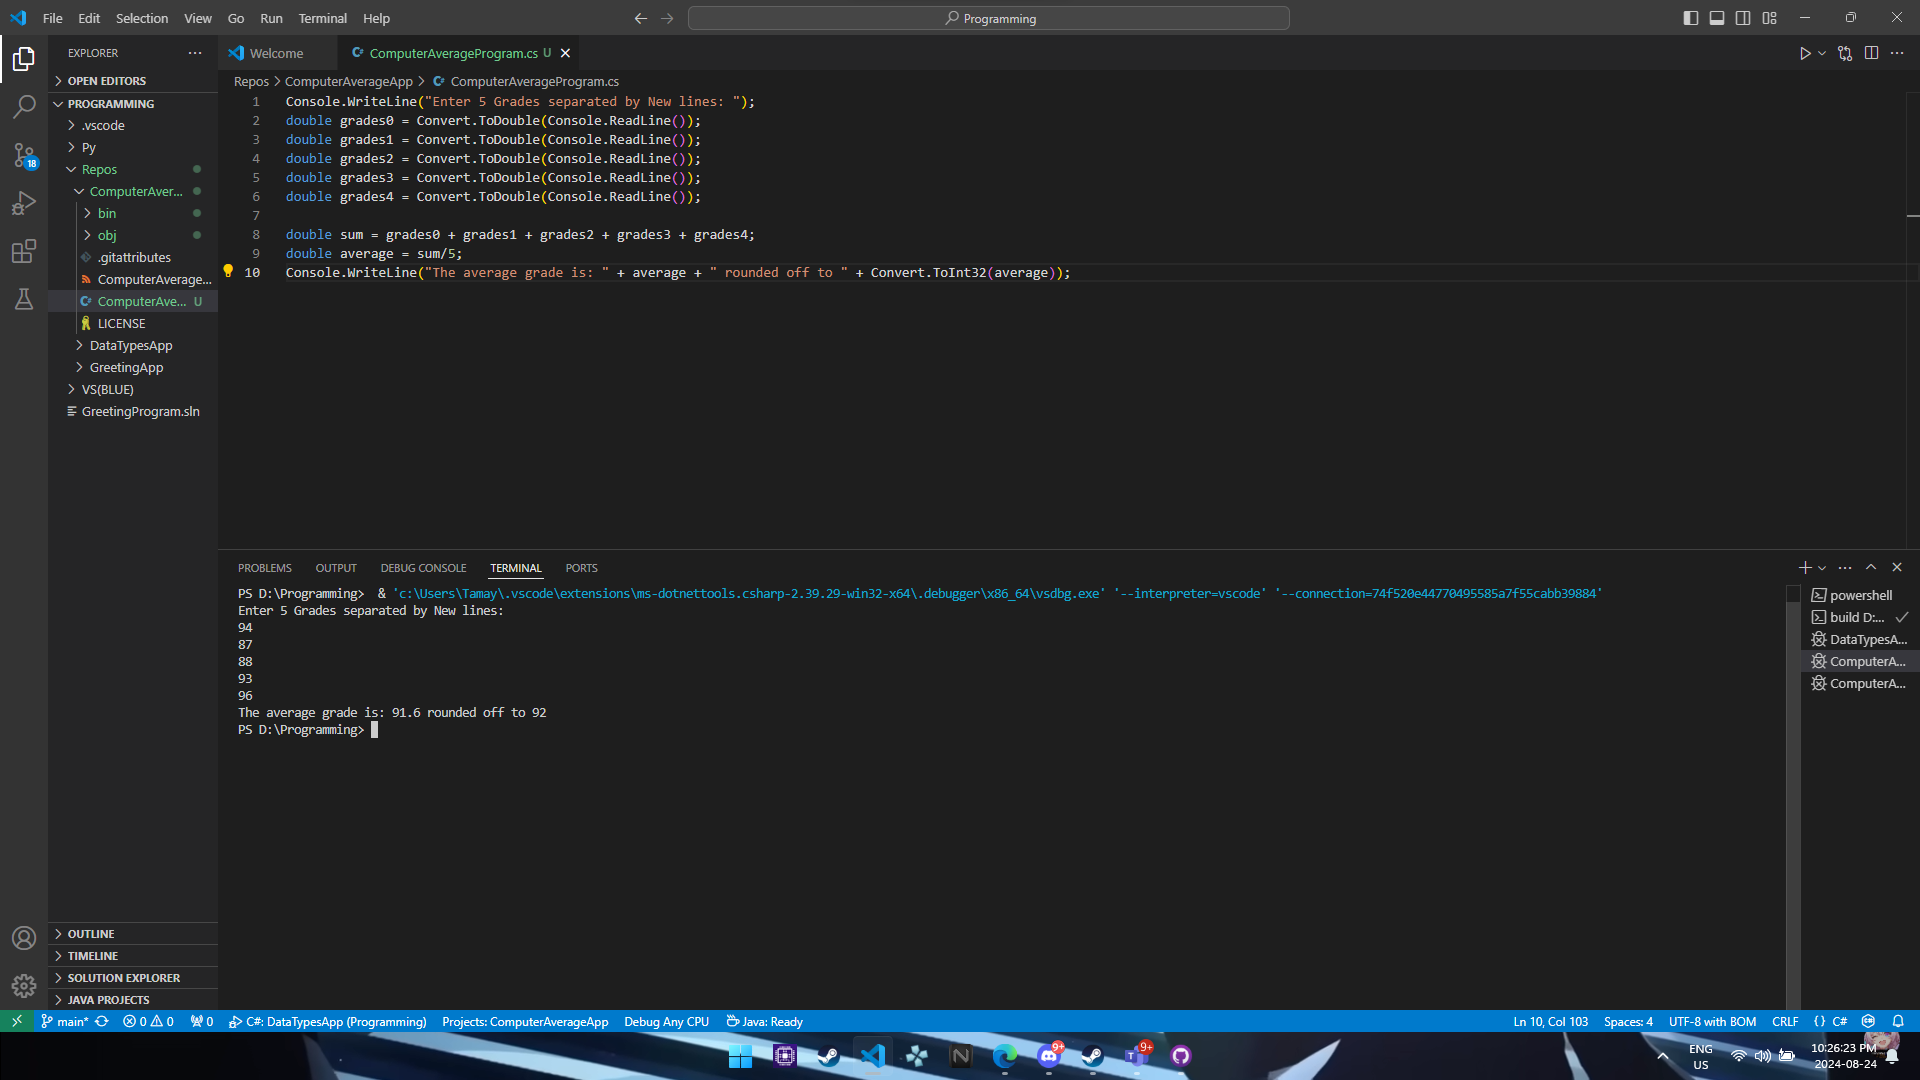 File Edit Selection View Go Run Terminal Help
Programming
EXPLORER
OPEN EDITORS
PROGRAMMING
.vscode
Py
Repos
ComputerAver...
bin
obj
.gitattributes
ComputerAverage...
ComputerAve... U
LICENSE
DataTypesApp
GreetingApp
VS(BLUE)
GreetingProgram.sln
18
OUTLINE
TIMELINE
SOLUTION EXPLORER
JAVA PROJECTS
Welcome
ComputerAverageProgram.cs U
Repos > ComputerAverageApp > ComputerAverageProgram.cs
1 Console.WriteLine("Enter 5 Grades separated by New lines: ");
2 double grades0 = Convert.ToDouble(Console.ReadLine());
3 double grades1 = Convert.ToDouble(Console.ReadLine());
4 double grades2 = Convert.ToDouble(Console.ReadLine());
5 double grades3 = Convert.ToDouble(Console.ReadLine());
6 double grades4 = Convert.ToDouble(Console.ReadLine());
7
8 double sum = grades0 + grades1 + grades2 + grades3 + grades4;
9 double average = sum/5;
10 Console.WriteLine("The average grade is: " + average + " rounded off to " + Convert.ToInt32(average));
PROBLEMS OUTPUT DEBUG CONSOLE TERMINAL PORTS
PS D:\Programming>  & 'c:\Users\Tamay\.vscode\extensions\ms-dotnettools.csharp-2.39.29-win32-x64\.debugger\x86_64\vsdbg.exe' '--interpreter=vscode' '--connection=74f520e44770495585a7f55cabb39884'
Enter 5 Grades separated by New lines:
94
87
88
93
96
The average grade is: 91.6 rounded off to 92
PS D:\Programming>
powershell
build D:...
DataTypesA...
ComputerA...
ComputerA...
main* 0 0 0 C#: DataTypesApp (Programming) Projects: ComputerAverageApp Debug Any CPU Java: Ready
Ln 10, Col 103 Spaces: 4 UTF-8 with BOM CRLF {} C#
9+
9+
ENG
US
10:26:23 PM
2024-08-24